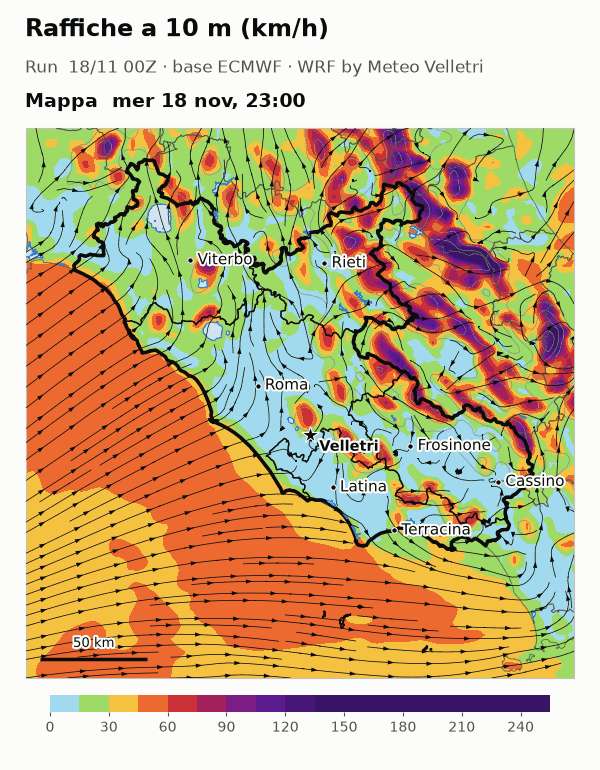 Raffiche a 10 m (km/h)
Run 18/11 00Z · base ECMWF · WRF by Meteo Velletri
Mappa mer 18 nov, 23:00
Viterbo
Rieti
Roma
Velletri
Frosinone
Cassino
Latina
Terracina
50 km
0 30 60 90 120 150 180 210 240